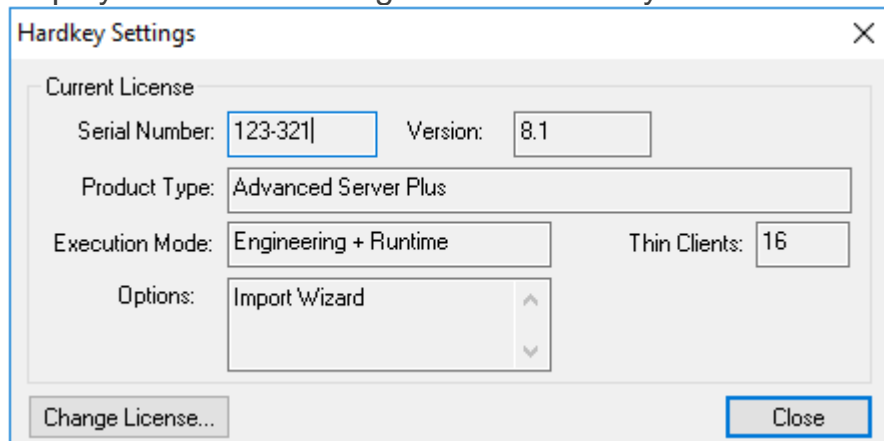 Hardkey Settings
Current License
Serial Number: 123-321 Version: 8.1
Product Type: Advanced Server Plus
Execution Mode: Engineering + Runtime Thin Clients: 16
Options: Import Wizard
Change License... Close